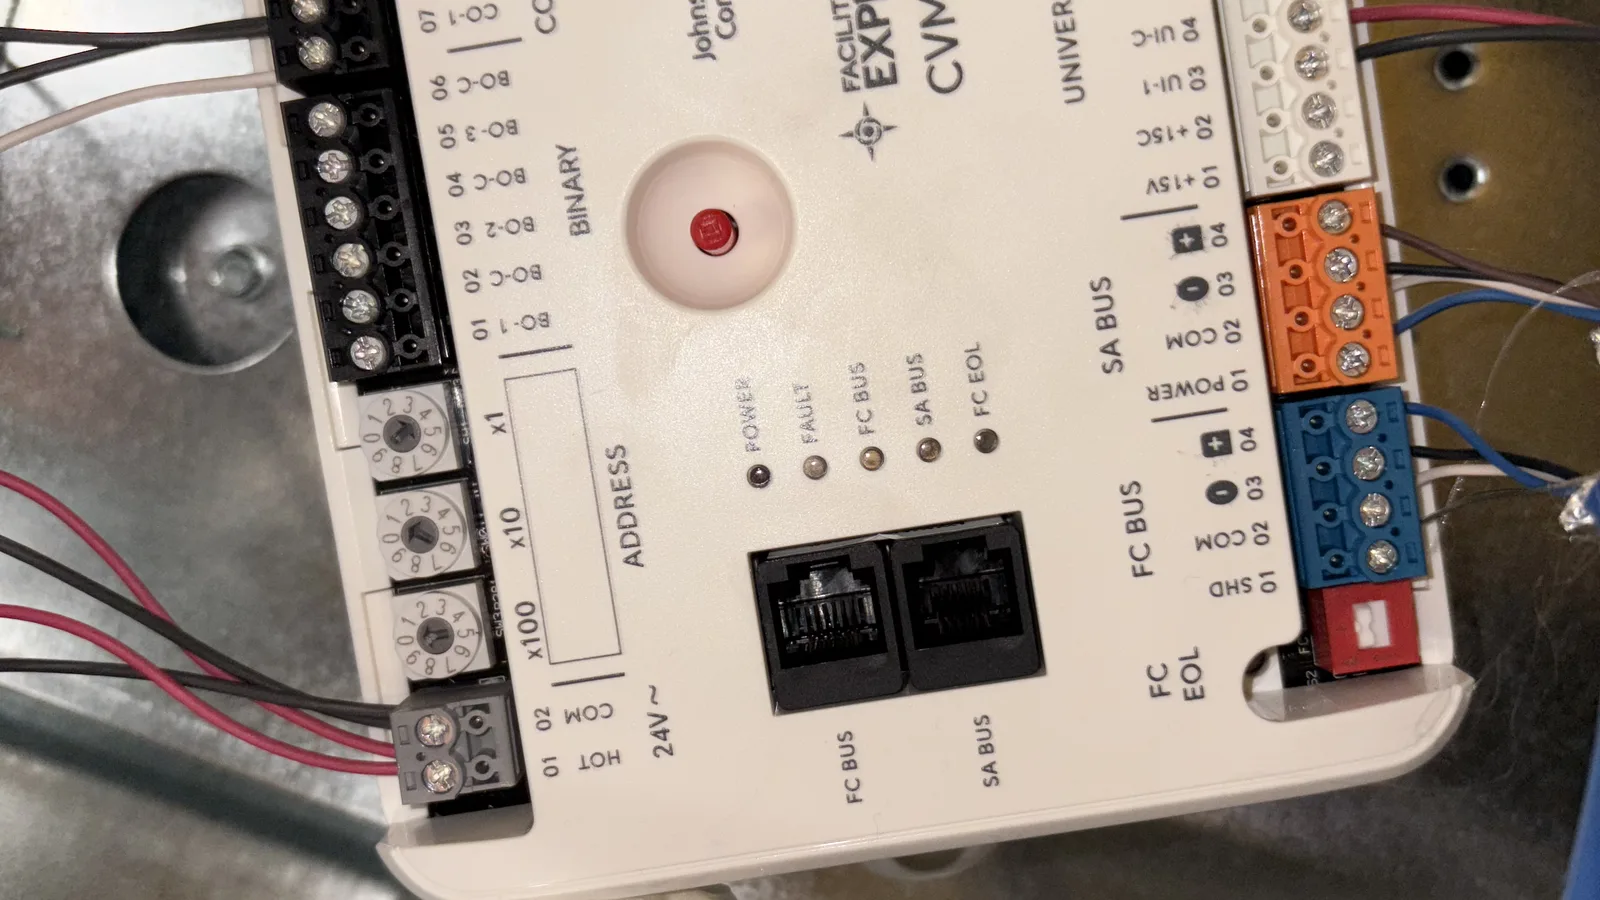 07 CO-1
CO
06 BO-C
05 BO-3
04 BO-C
03 BO-2
02 BO-C
01 BO-1
BINARY
Johns
Con
FACILIT
EXP
CVM
UNIVER
04 UI-C
03 UI-1
02 +15C
01 +15V
SA BUS
+ 04
- 03
COM 02
POWER 01
FC BUS
+ 04
- 03
COM 02
SHD 01
FC
EOL
POWER
FAULT
FC BUS
SA BUS
FC EOL
X1
X10
X100
ADDRESS
02 COM
01 HOT
24V~
FC BUS
SA BUS